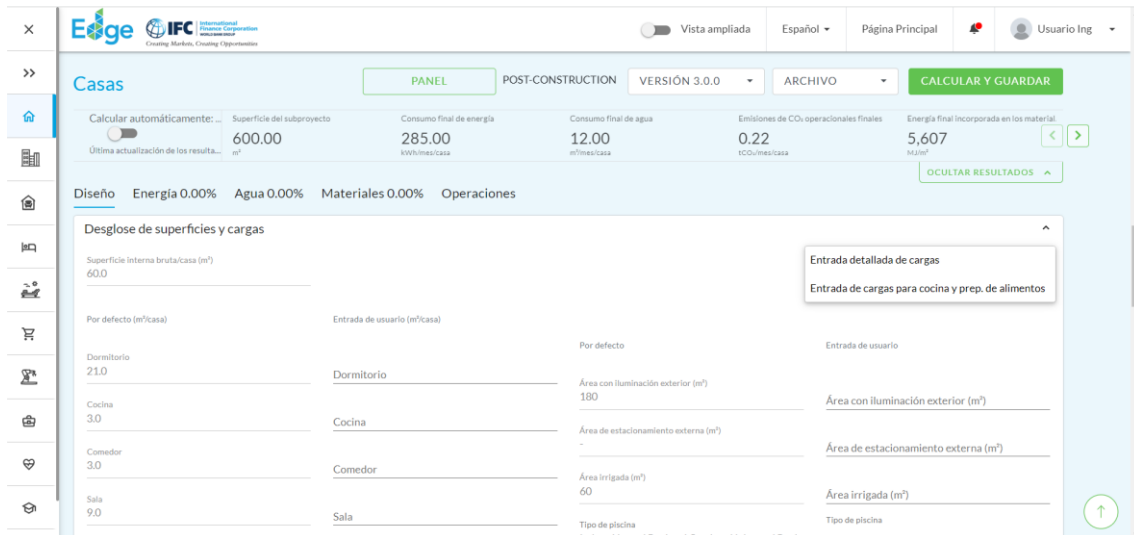 Edge
IFC
International
Finance Corporation
WORLD BANK GROUP
Creating Markets, Creating Opportunities
Vista ampliada
Español
Página Principal
Usuario Ing
Casas
PANEL
POST-CONSTRUCTION
VERSIÓN 3.0.0
ARCHIVO
CALCULAR Y GUARDAR
Calcular automáticamente: ...
Última actualización de los resulta...
Superficie del subproyecto
600.00
m²
Consumo final de energía
285.00
kWh/mes/casa
Consumo final de agua
12.00
m³/mes/casa
Emisiones de CO₂ operacionales finales
0.22
tCO₂/mes/casa
Energía final incorporada en los material.
5,607
MJ/m²
OCULTAR RESULTADOS
Diseño Energía 0.00% Agua 0.00% Materiales 0.00% Operaciones
Desglose de superficies y cargas
Entrada detallada de cargas
Entrada de cargas para cocina y prep. de alimentos
Superficie interna bruta/casa (m²)
60.0
Por defecto (m²/casa)
Entrada de usuario (m²/casa)
Dormitorio
21.0
Dormitorio
Cocina
3.0
Cocina
Comedor
3.0
Comedor
Sala
9.0
Sala
Por defecto
Entrada de usuario
Área con iluminación exterior (m²)
180
Área con iluminación exterior (m²)
Área de estacionamiento externa (m²)
-
Área de estacionamiento externa (m²)
Área irrigada (m²)
60
Área irrigada (m²)
Tipo de piscina
Tipo de piscina